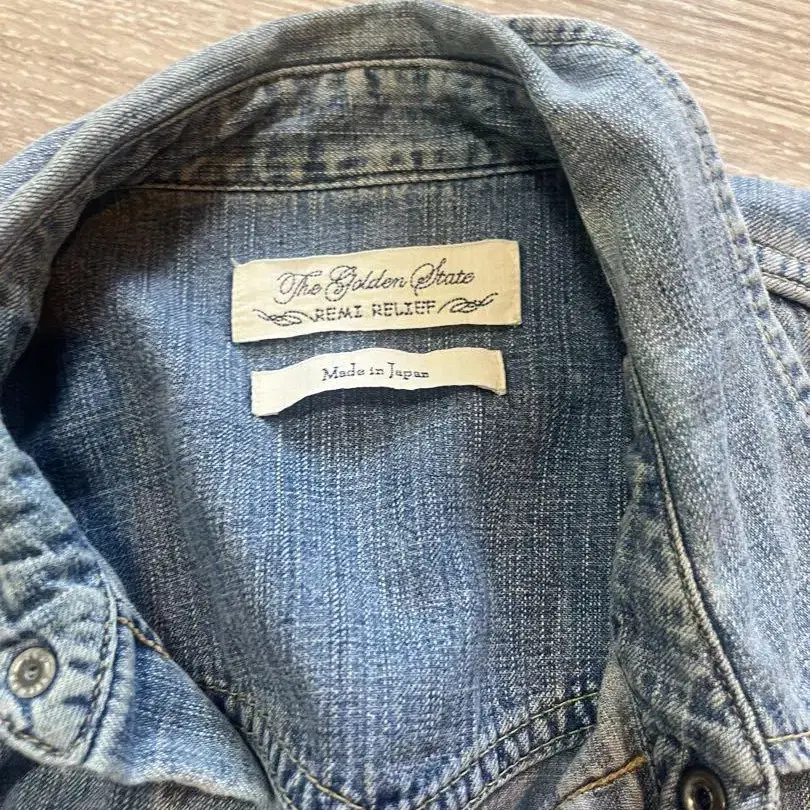 The Golden State
REMI RELIEF
Made in Japan